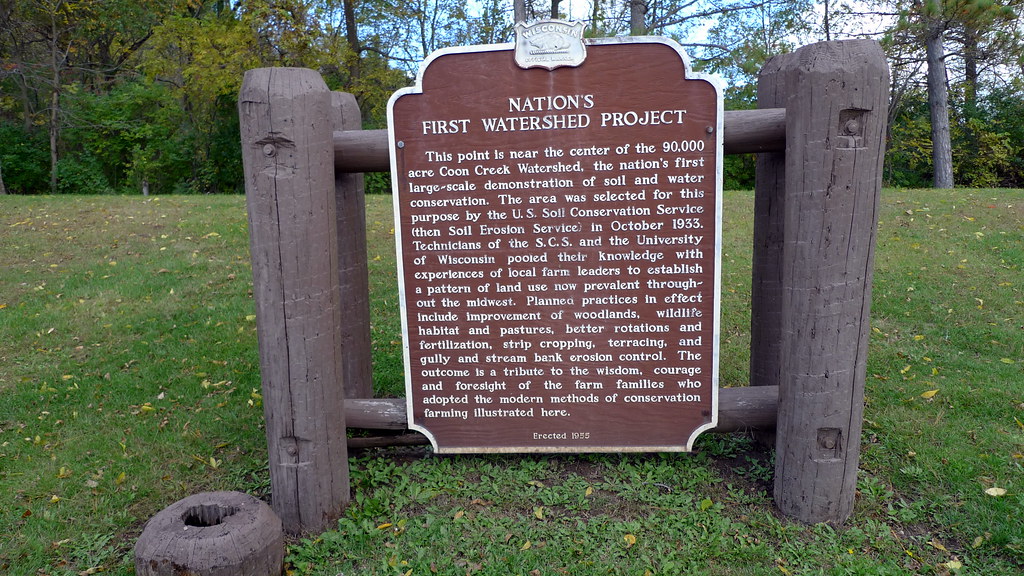 WISCONSIN
NATION'S
FIRST WATERSHED PROJECT
This point is near the center of the 90,000
acre Coon Creek Watershed, the nation's first
large-scale demonstration of soil and water
conservation. The area was selected for this
purpose by the U.S. Soil Conservation Service
(then Soil Erosion Service) in October 1933.
Technicians of the S.C.S. and the University
of Wisconsin pooled their knowledge with
experiences of local farm leaders to establish
a pattern of land use now prevalent through-
out the midwest. Planned practices in effect
include improvement of woodlands, wildlife
habitat and pastures, better rotations and
fertilization, strip cropping, terracing, and
gully and stream bank erosion control. The
outcome is a tribute to the wisdom, courage
and foresight of the farm families who
adopted the modern methods of conservation
farming illustrated here.
Erected 1955